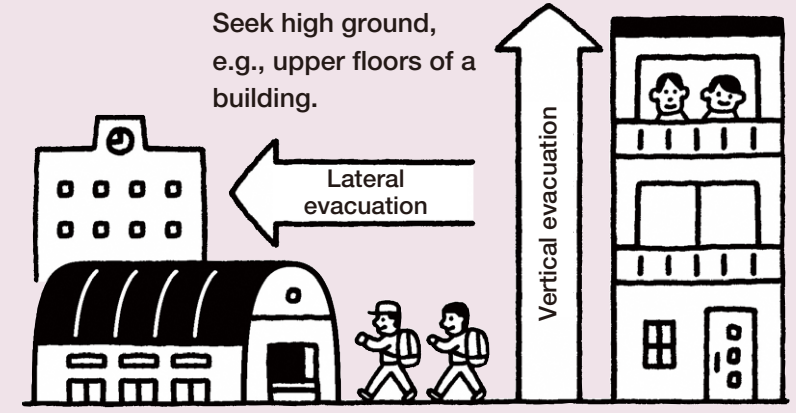 Seek high ground,
e.g., upper floors of a
building.
Lateral
evacuation
Vertical evacuation